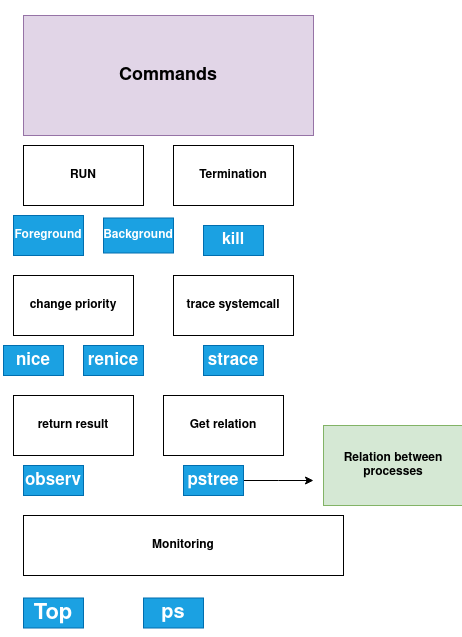 Commands
RUN
Termination
Foreground
Background
kill
change priority
trace systemcall
nice
renice
strace
return result
Get relation
observ
pstree
Relation between
processes
Monitoring
Top
ps